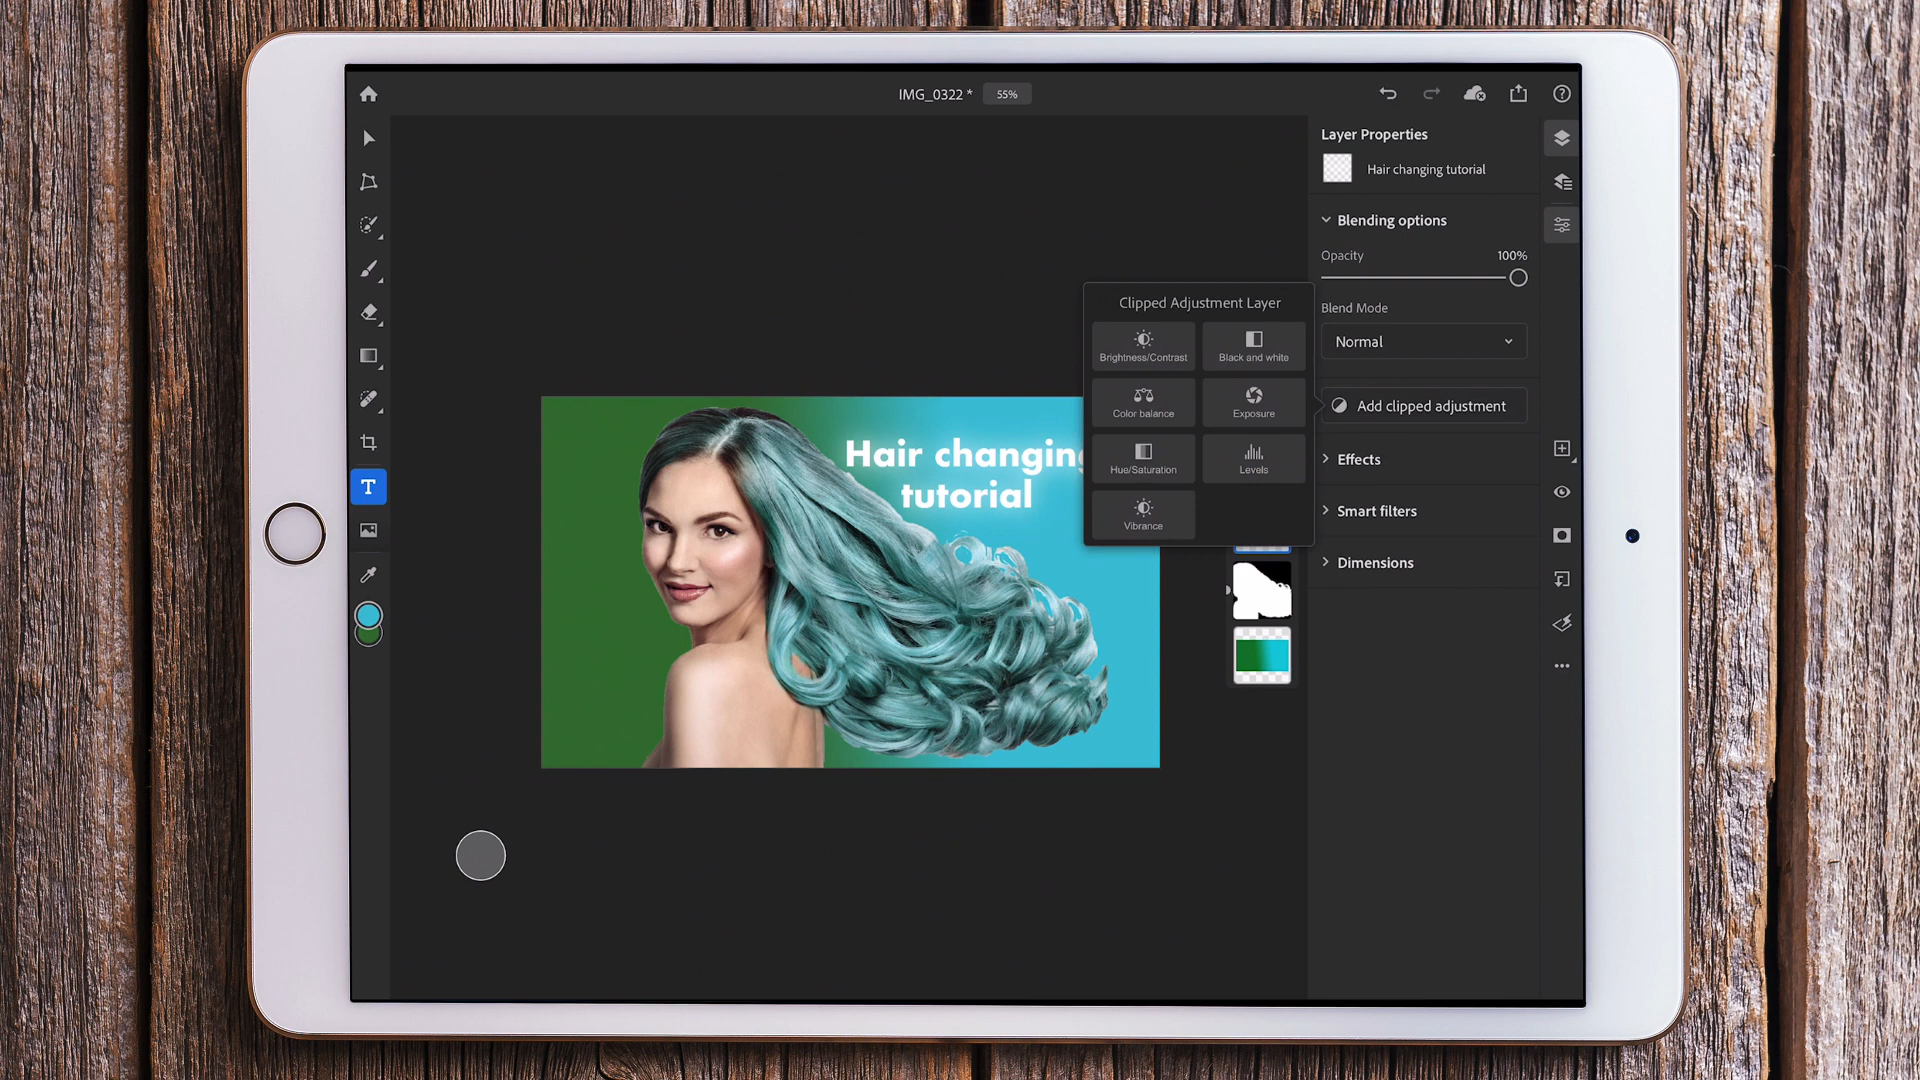 IMG_0322 *
55%
Layer Properties
Hair changing tutorial
Blending options
Opacity
100%
Blend Mode
Normal
Add clipped adjustment
Effects
Smart filters
Dimensions
Clipped Adjustment Layer
Brightness/Contrast
Black and white
Color balance
Exposure
Hue/Saturation
Levels
Vibrance
T
Hair changing
tutorial